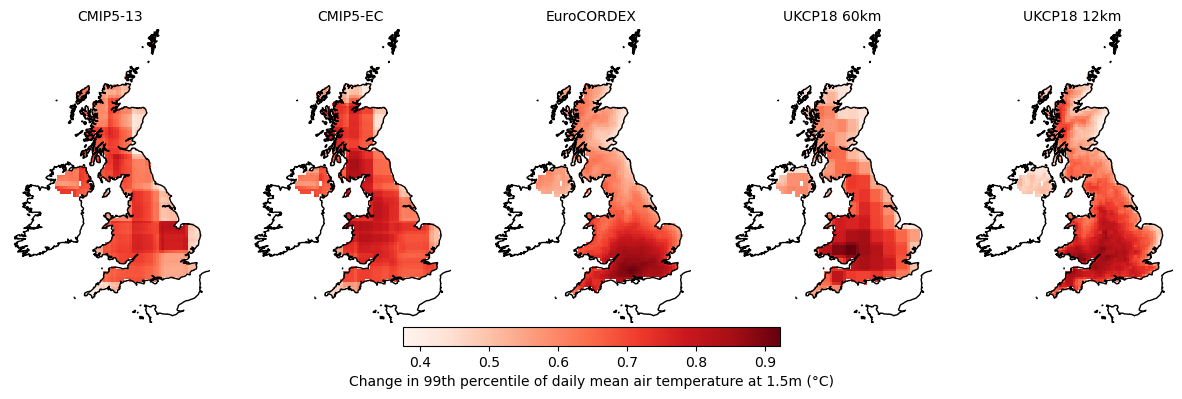 CMIP5-13
CMIP5-EC
EuroCORDEX
UKCP18 60km
UKCP18 12km
0.4
0.5
0.6
0.7
0.8
0.9
Change in 99th percentile of daily mean air temperature at 1.5m (°C)